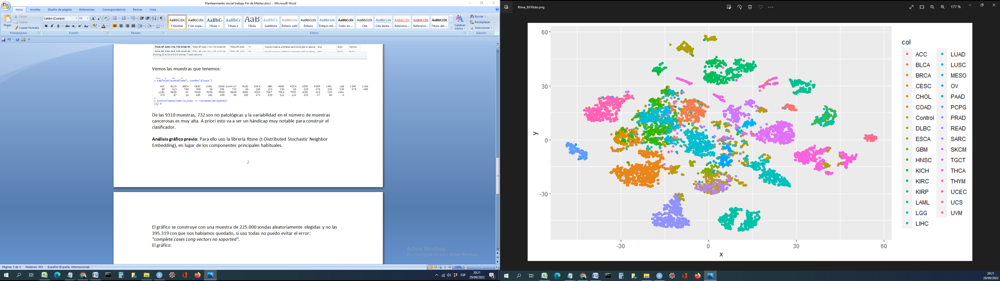 Planteamiento inicial trabajo Fin de Máster.docx - Microsoft Word
Inicio Insertar Diseño de página Referencias Correspondencia Revisar Vista
Pegar
Cortar
Copiar
Copiar formato
Portapapeles
Calibri (Cuerpo) 11
Fuente
Párrafo
AaBbCcDc AaBbCcDc AaBbC AaBbCc AaB AaBbCc. AaBbCcDc AaBbCcDc AaBbCcDc AaBbCcDc AaBbCcDc AaBbCcDc AABBCCDE AABBCCDE AABBCCDE
¶ Normal ¶ Sin espa... Título 1 Título 2 Título Subtítulo Énfasis sutil Énfasis Énfasis int... Texto en ... Cita Cita desta... Referenci... Referenci... Título del ...
Cambiar estilos
Estilos
Buscar
Reemplazar
Seleccionar
Edición
TCGA-BT-A20J-11A-11D-A14Z-05 TCGA-BT-A20J-11A-11D-A14Z-05 TCGA-BT-A20J 11 muscle invasive urothelial carcinoma (pt2 or above) blca BLCA Control
Showing 22 to 34 of 9,310 entries, 7 total columns
Vemos las muestras que tenemos:
> table(etiqueta$label, useNA="always")
ACC BLCA BRCA CESC CHOL COAD Control DLBC ESCA GBM HNSC KICH KIRC KIRP LAML LGG LIHC LUAD
80 413 788 309 36 295 732 48 186 153 530 66 320 276 194 530 379 460
LUSC MESO OV PAAD PCPG PRAD READ SARC SKCM TGCT THCA THYM UCEC UCS UVM <NA>
370 87 10 185 184 499 99 265 473 139 511 124 432 57 80 0
>
> sum(colnames(matriz_sna) != rownames(etiqueta))
[1] 0
De las 9310 muestras, 732 son no patológicas y la variabilidad en el número de muestras
cancerosas es muy alta. A priori esto va a ser un hándicap muy notable para construir el
clasificador.
Análisis gráfico previo: Para ello uso la librería Rtsne (t-Distributed Stochastic Neighbor
Embedding), en lugar de los componentes principales habituales.
2
El gráfico se construye con una muestra de 225.000 sondas aleatoriamente elegidas y no las
395.319 con que nos habíamos quedado, si uso todas no puedo evitar el error:
"complete.cases Long vectors no soported".
El gráfico:
Activar Windows
Ve a Configuración para activar Windows.
Página: 3 de 3 Palabras: 955 Español (España, internacional) 130%
ESP
20:21
29/09/2022
2
Rtnse_9310obs.png
177 %
60
30
0
-30
y
-30 0 30 60
x
col
ACC LUAD
BLCA LUSC
BRCA MESO
CESC OV
CHOL PAAD
COAD PCPG
Control PRAD
DLBC READ
ESCA SARC
GBM SKCM
HNSC TGCT
KICH THCA
KIRC THYM
KIRP UCEC
LAML UCS
LGG UVM
LIHC
20:21
29/09/2022